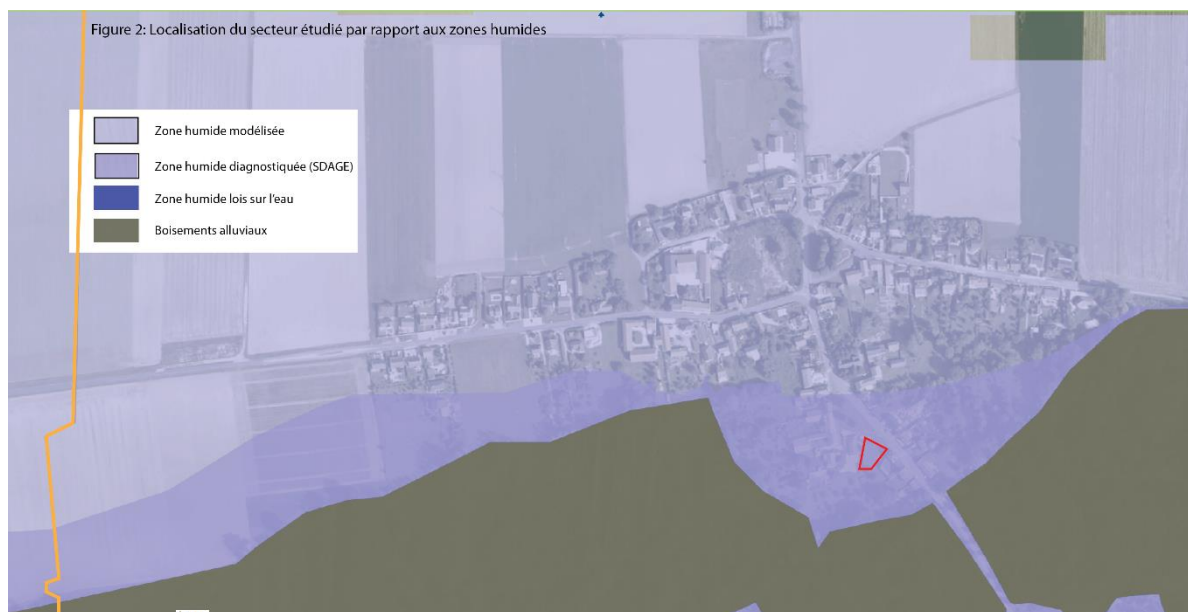 Figure 2: Localisation du secteur étudié par rapport aux zones humides
Zone humide modélisée
Zone humide diagnostiquée (SDAGE)
Zone humide lois sur l'eau
Boisements alluviaux